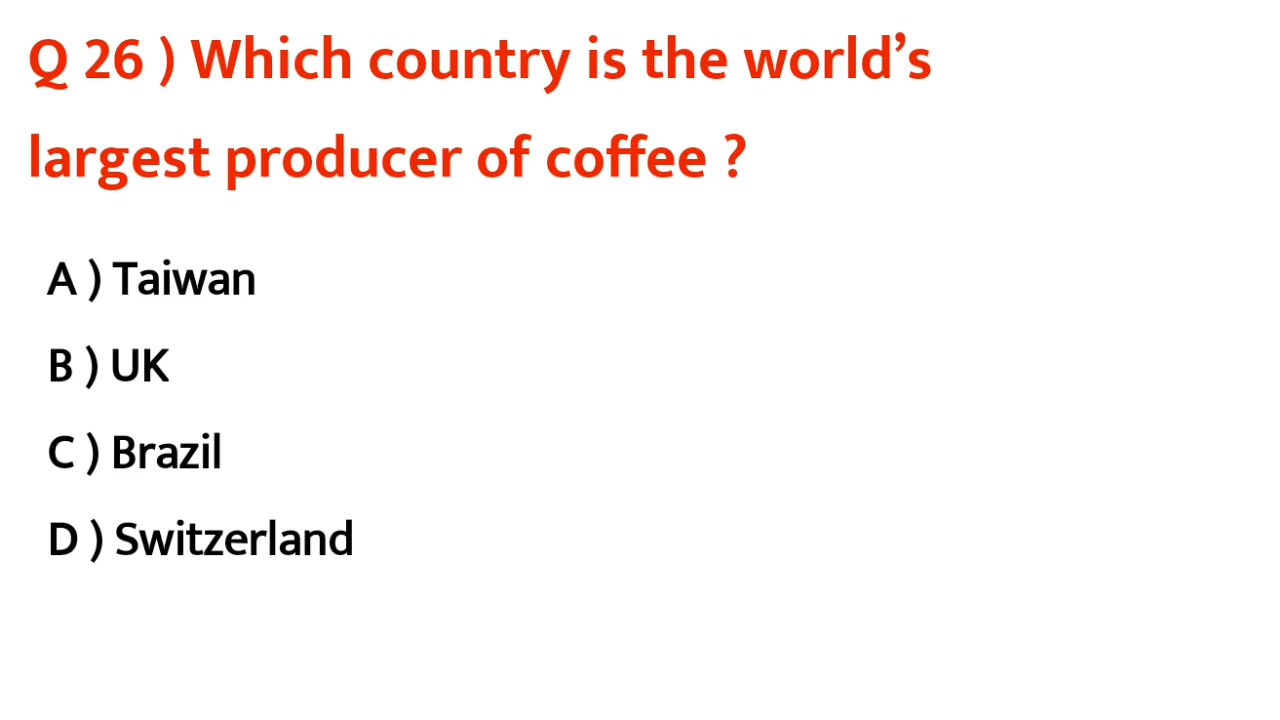 Q 26 ) Which country is the world’s
largest producer of coffee ?
A ) Taiwan
B ) UK
C ) Brazil
D ) Switzerland